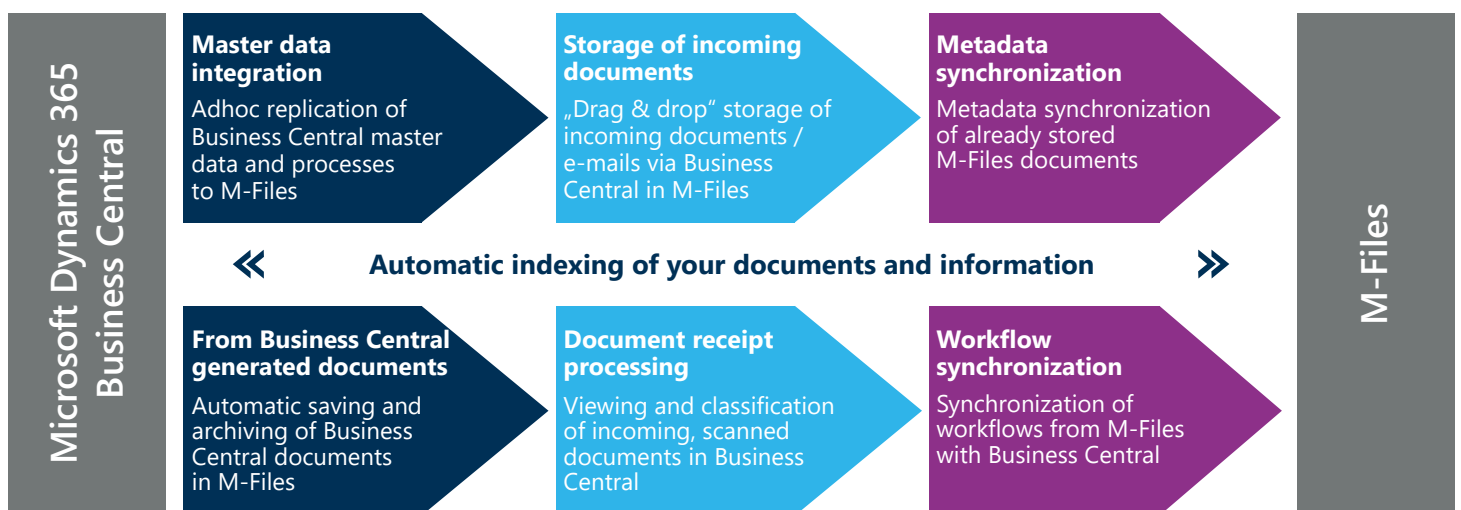 Microsoft Dynamics 365
Business Central
Master data
integration
Adhoc replication of
Business Central master
data and processes
to M-Files
Storage of incoming
documents
„Drag & drop“ storage of
incoming documents /
e-mails via Business
Central in M-Files
Metadata
synchronization
Metadata synchronization
of already stored
M-Files documents
« Automatic indexing of your documents and information »
From Business Central
generated documents
Automatic saving and
archiving of Business
Central documents
in M-Files
Document receipt
processing
Viewing and classification
of incoming, scanned
documents in Business
Central
Workflow
synchronization
Synchronization of
workflows from M-Files
with Business Central
M-Files